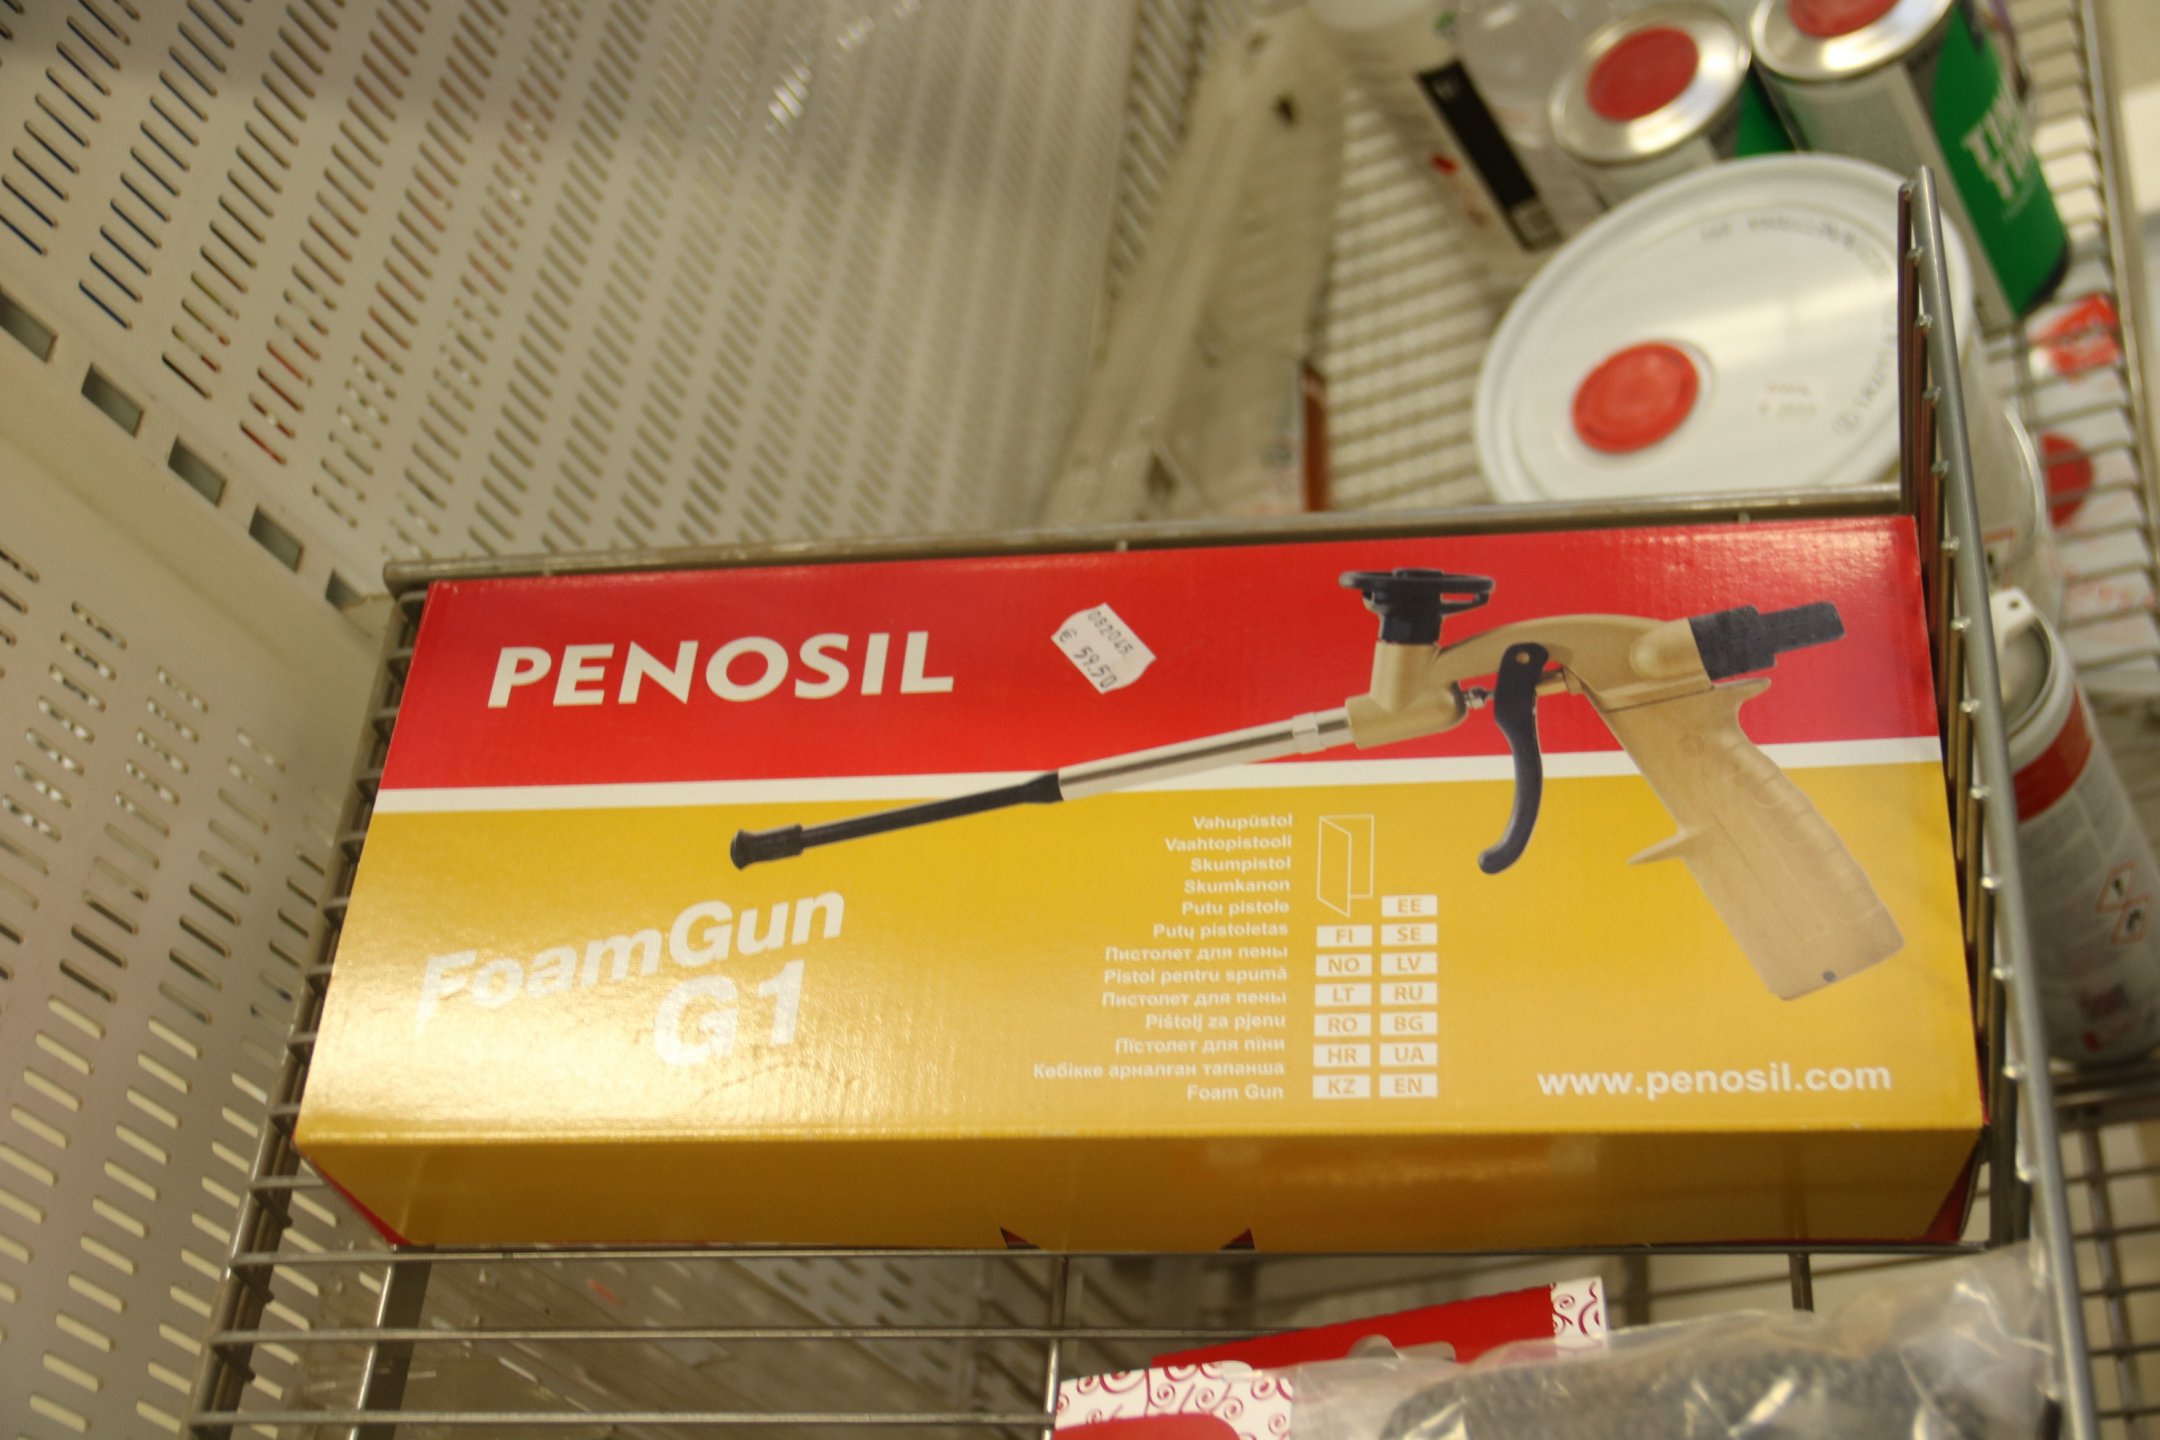 PENOSIL
082045
€ 59.50
FoamGun
G1
Vahupüstol
Vaahtopistooli
Skumpistol
Skumkanon
Putu pistole
Putų pistoletas
Пистолет для пены
Pistol pentru spumă
Пистолет для пены
Pištolj za pjenu
Пістолет для піни
Көбікке арналған тапанша
Foam Gun
EE
FI SE
NO LV
LT RU
RO BG
HR UA
KZ EN
www.penosil.com